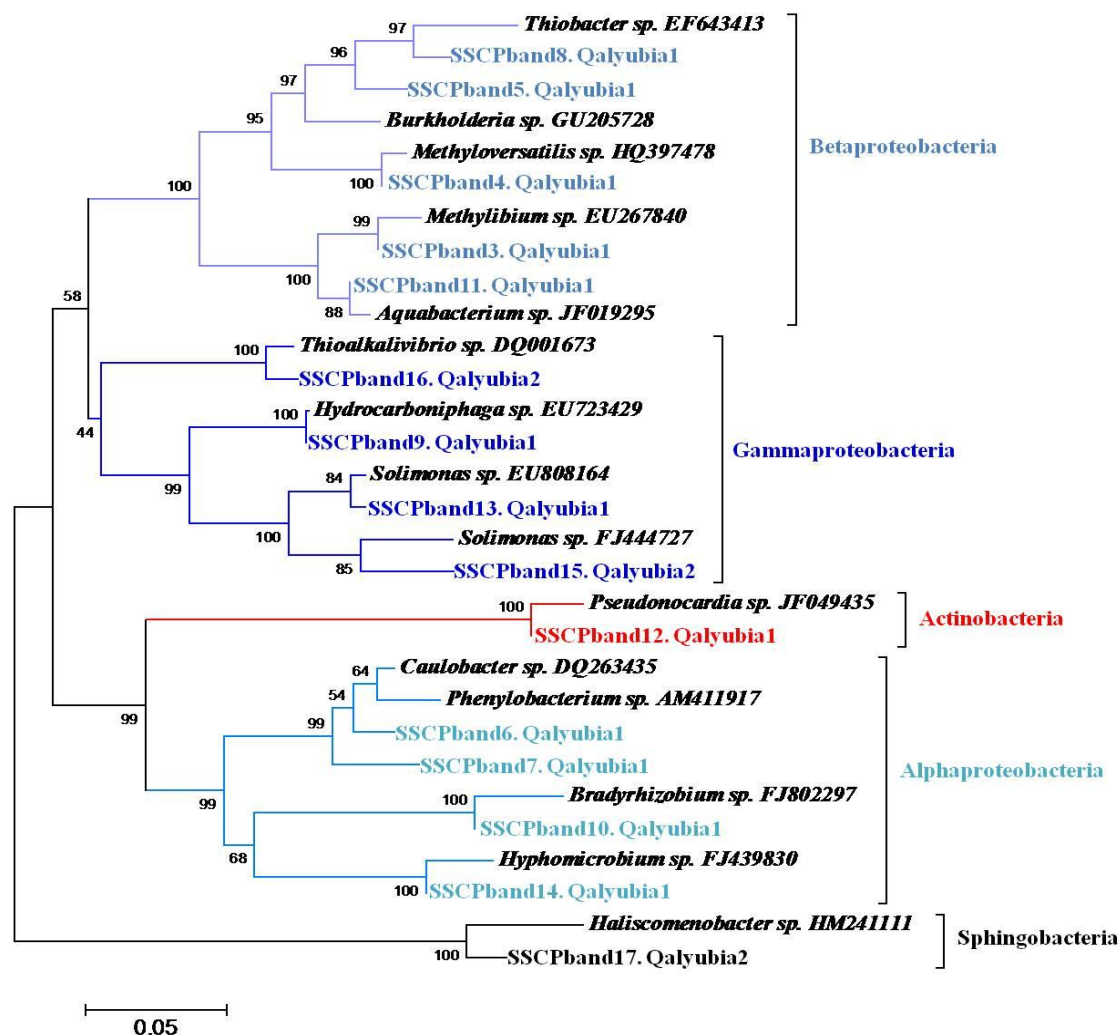 97
Thiobacter sp. EF643413
SSCPband8. Qalyubia1
96
SSCPband5. Qalyubia1
97
Burkholderia sp. GU205728
95
Methyloversatilis sp. HQ397478
100
SSCPband4. Qalyubia1
Betaproteobacteria
100
Methylibium sp. EU267840
99
SSCPband3. Qalyubia1
100
SSCPband11. Qalyubia1
88
Aquabacterium sp. JF019295
58
Thioalkalivibrio sp. DQ001673
100
SSCPband16. Qalyubia2
44
Hydrocarboniphaga sp. EU723429
100
SSCPband9. Qalyubia1
Gammaproteobacteria
99
Solimonas sp. EU808164
84
SSCPband13. Qalyubia1
100
Solimonas sp. FJ444727
85
SSCPband15. Qalyubia2
100
Pseudonocardia sp. JF049435
SSCPband12. Qalyubia1
Actinobacteria
99
Caulobacter sp. DQ263435
64
Phenylobacterium sp. AM411917
54
SSCPband6. Qalyubia1
99
SSCPband7. Qalyubia1
Alphaproteobacteria
99
Bradyrhizobium sp. FJ802297
100
SSCPband10. Qalyubia1
68
Hyphomicrobium sp. FJ439830
100
SSCPband14. Qalyubia1
Haliscomenobacter sp. HM241111
100
SSCPband17. Qalyubia2
Sphingobacteria
0.05